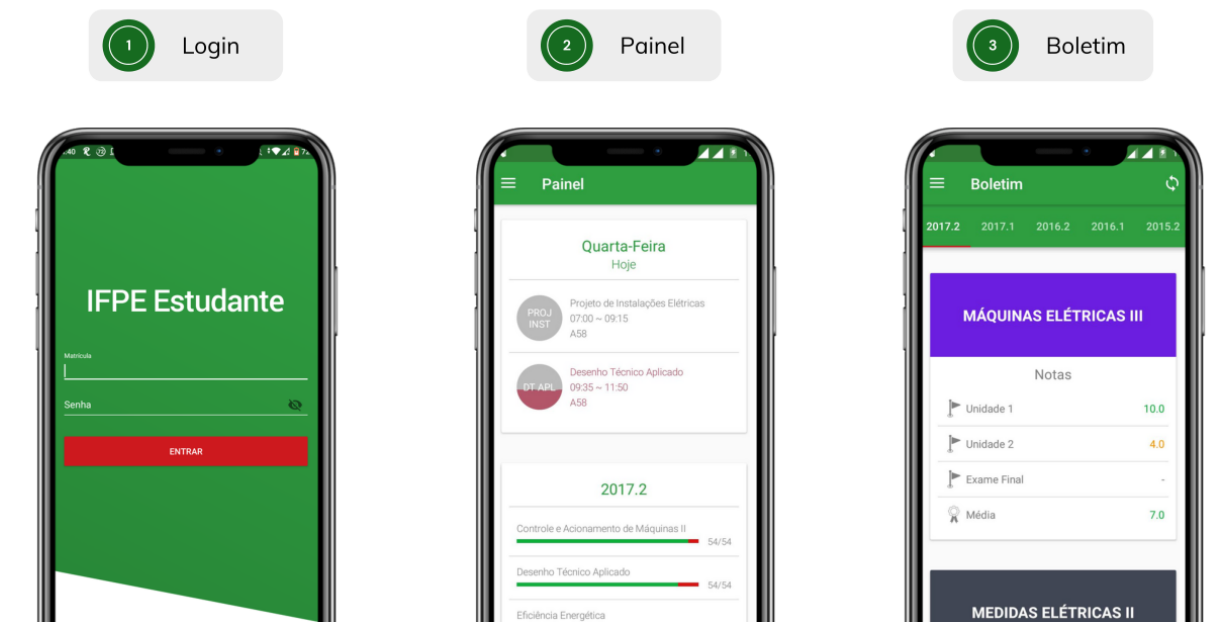 1 Login
2 Painel
3 Boletim
IFPE Estudante
Matrícula
Senha
ENTRAR
Painel
Quarta-Feira
Hoje
PROJ
INST
Projeto de Instalações Elétricas
07:00 ~ 09:15
A58
DT APL
Desenho Técnico Aplicado
09:35 ~ 11:50
A58
2017.2
Controle e Acionamento de Máquinas II
54/54
Desenho Técnico Aplicado
54/54
Eficiência Energética
Boletim
2017.2 2017.1 2016.2 2016.1 2015.2
MÁQUINAS ELÉTRICAS III
Notas
Unidade 1 10.0
Unidade 2 4.0
Exame Final -
Média 7.0
MEDIDAS ELÉTRICAS II